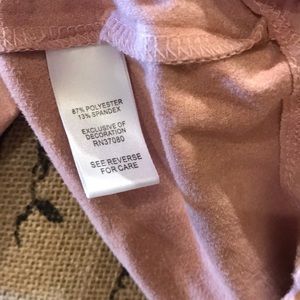 87% POLYESTER
13% SPANDEX
EXCLUSIVE OF
DECORATION
RN37080
SEE REVERSE
FOR CARE